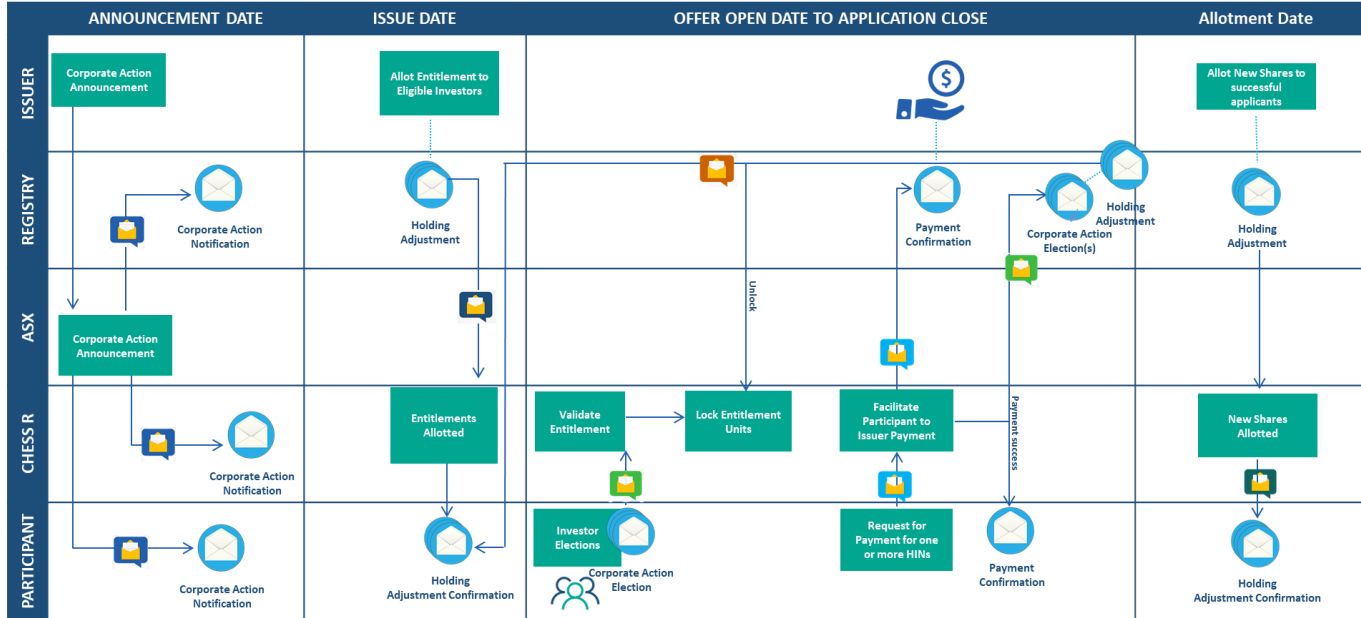 ANNOUNCEMENT DATE
ISSUE DATE
OFFER OPEN DATE TO APPLICATION CLOSE
Allotment Date
ISSUER
Corporate Action
Announcement
Allot Entitlement to
Eligible Investors
$
Allot New Shares to
successful
applicants
REGISTRY
Corporate Action
Notification
Holding
Adjustment
Payment
Confirmation
Corporate Action
Election(s)
Holding
Adjustment
Holding
Adjustment
ASX
Corporate Action
Announcement
Unlock
CHESS R
Corporate Action
Notification
Entitlements
Allotted
Validate
Entitlement
Lock Entitlement
Units
Facilitate
Participant to
Issuer Payment
Payment success
New Shares
Allotted
PARTICIPANT
Corporate Action
Notification
Holding
Adjustment Confirmation
Investor
Elections
Corporate Action
Election
Request for
Payment for one
or more HINs
Payment
Confirmation
Holding
Adjustment Confirmation